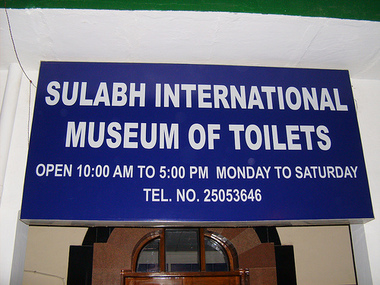 SULABH INTERNATIONAL
MUSEUM OF TOILETS
OPEN 10:00 AM TO 5:00 PM MONDAY TO SATURDAY
TEL. NO. 25053646